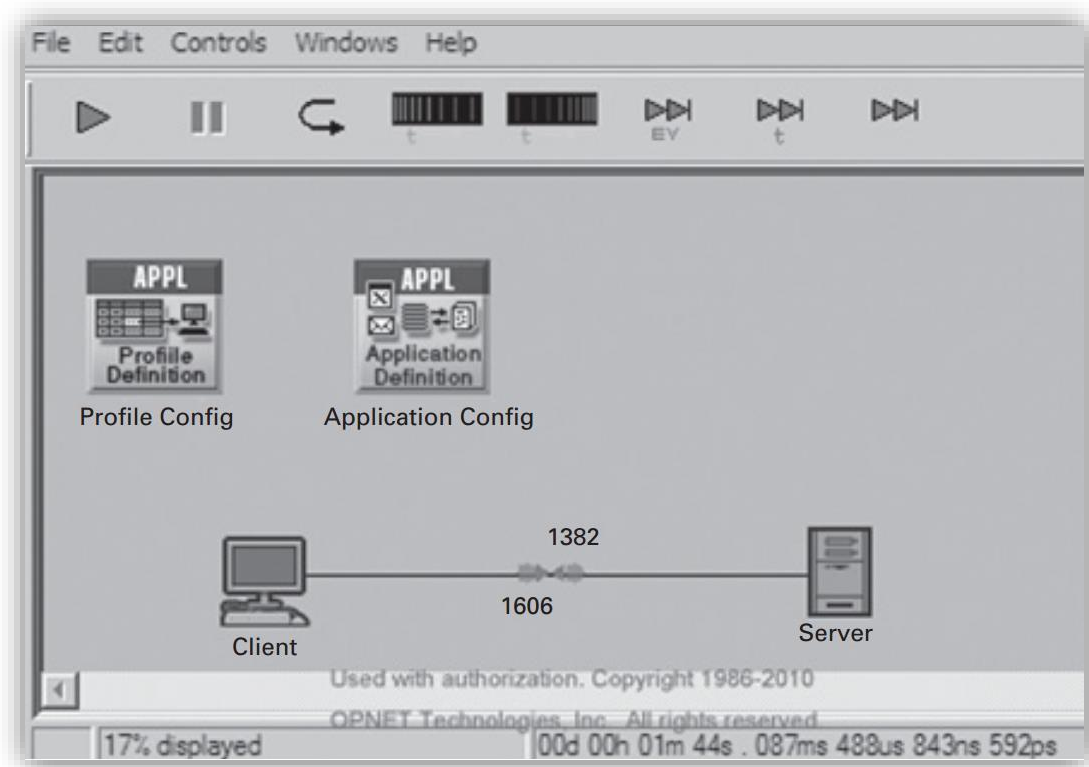 File Edit Controls Windows Help
t t EV t
APPL
Profiile
Definition
Profile Config
APPL
Application
Definition
Application Config
1382
1606
Client
Server
Used with authorization. Copyright 1986-2010
OPNET Technologies, Inc. All rights reserved
17% displayed
00d 00h 01m 44s . 087ms 488us 843ns 592ps